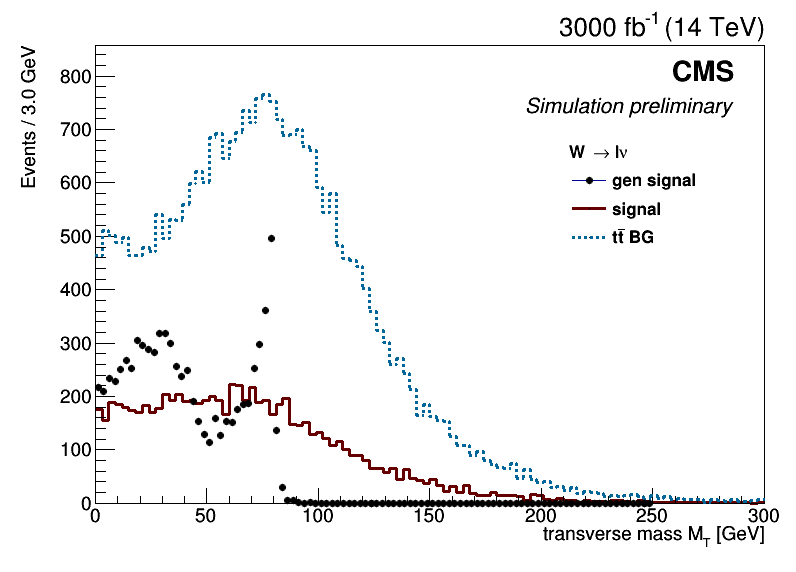 3000 fb⁻¹ (14 TeV)
CMS
Simulation preliminary
W → lν
gen signal
signal
tt̄ BG
Events / 3.0 GeV
800
700
600
500
400
300
200
100
0
0 50 100 150 200 250 300
transverse mass M_T [GeV]